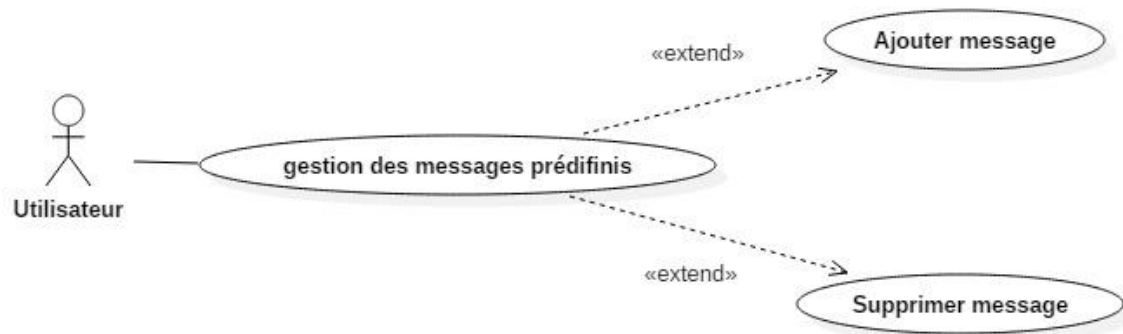 Ajouter message
«extend»
gestion des messages prédifinis
Utilisateur
«extend»
Supprimer message